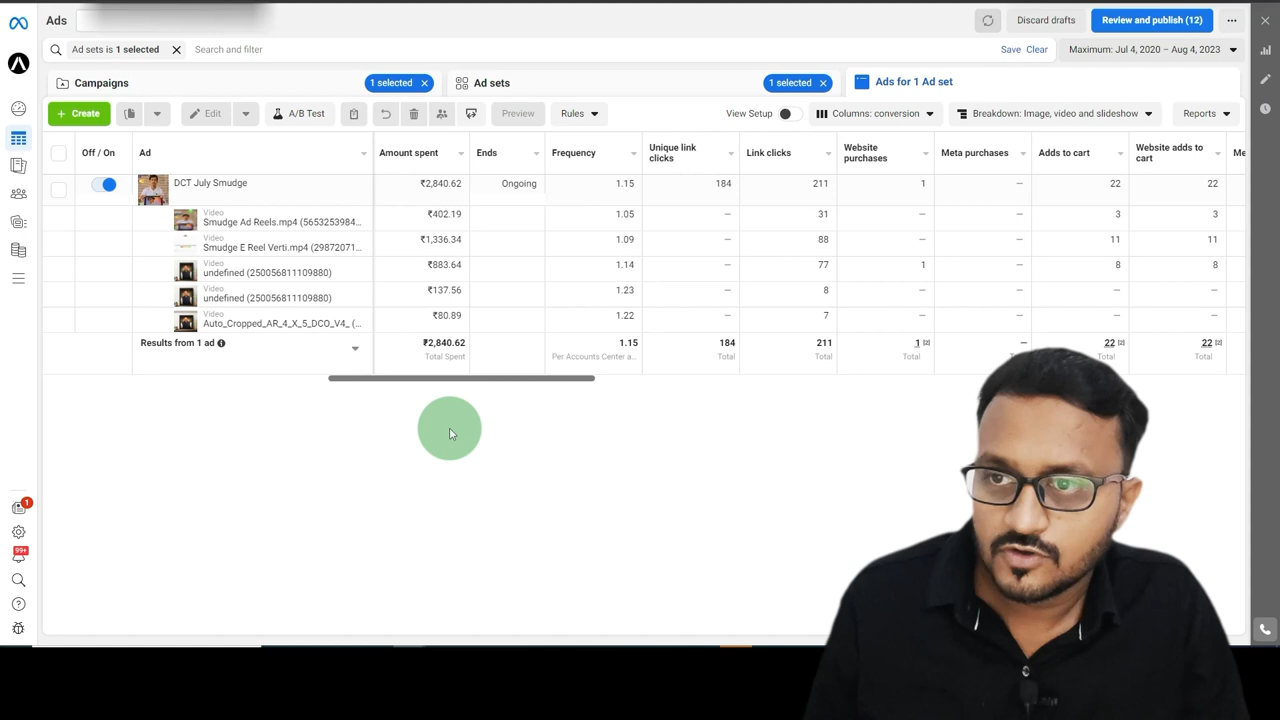 Ads
Discard drafts
Review and publish (12)
Ad sets is 1 selected
Search and filter
Save Clear
Maximum: Jul 4, 2020 – Aug 4, 2023
Campaigns
1 selected
Ad sets
1 selected
Ads for 1 Ad set
+ Create
Edit
A/B Test
Preview
Rules
View Setup
Columns: conversion
Breakdown: Image, video and slideshow
Reports
Off / On
Ad
Amount spent
Ends
Frequency
Unique link
clicks
Link clicks
Website
purchases
Meta purchases
Adds to cart
Website adds to
cart
Me
DCT July Smudge ₹2,840.62 Ongoing 1.15 184 211 1 — 22 22
Video
Smudge Ad Reels.mp4 (5653253984... ₹402.19 1.05 — 31 — — 3 3
Video
Smudge E Reel Verti.mp4 (29872071... ₹1,336.34 1.09 — 88 — — 11 11
Video
undefined (250056811109880) ₹883.64 1.14 — 77 1 — 8 8
Video
undefined (250056811109880) ₹137.56 1.23 — 8 — — — —
Video
Auto_Cropped_AR_4_X_5_DCO_V4_ (... ₹80.89 1.22 — 7 — — — —
Results from 1 ad ₹2,840.62 1.15 184 211 1 [2] — 22 [2] 22 [2]
Total Spent Per Accounts Center a... Total Total Total Total Total
1
99+